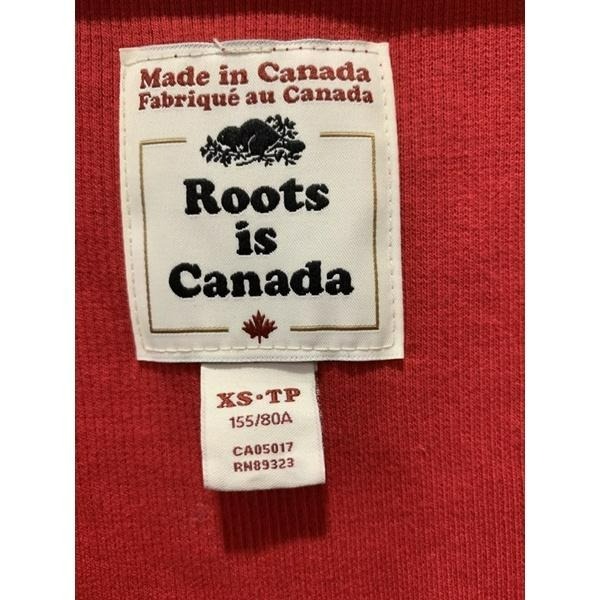 Made in Canada
Fabriqué au Canada
Roots
is
Canada
XS•TP
155/80A
CA05017
RN89323